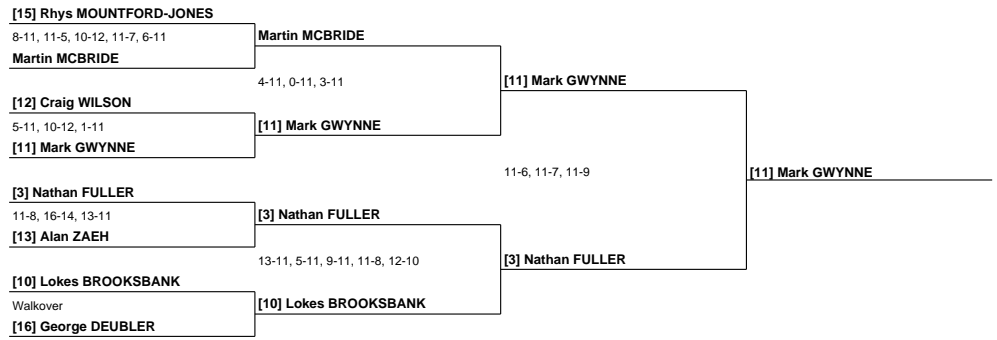 [15] Rhys MOUNTFORD-JONES
8-11, 11-5, 10-12, 11-7, 6-11
Martin MCBRIDE
Martin MCBRIDE
4-11, 0-11, 3-11
[12] Craig WILSON
5-11, 10-12, 1-11
[11] Mark GWYNNE
[11] Mark GWYNNE
[11] Mark GWYNNE
11-6, 11-7, 11-9
[11] Mark GWYNNE
[3] Nathan FULLER
11-8, 16-14, 13-11
[13] Alan ZAEH
[3] Nathan FULLER
13-11, 5-11, 9-11, 11-8, 12-10
[3] Nathan FULLER
[10] Lokes BROOKSBANK
Walkover
[16] George DEUBLER
[10] Lokes BROOKSBANK